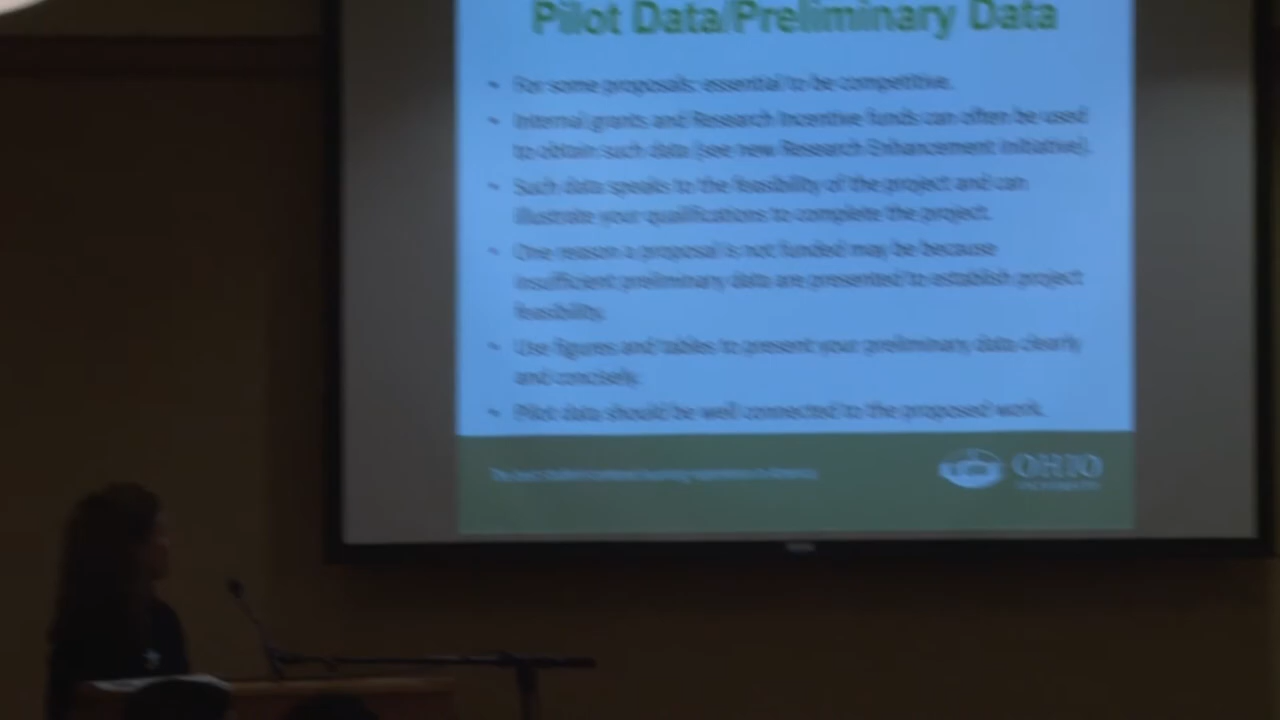 Pilot Data/Preliminary Data
• For some proposals: essential to be competitive.
• Internal grants and Research Incentive funds can often be used
to obtain such data (see new Research Enhancement Initiative).
• Such data speaks to the feasibility of the project and can
illustrate your qualifications to complete the project.
• One reason a proposal is not funded may be because
insufficient preliminary data are presented to establish project
feasibility.
• Use figures and tables to present your preliminary data clearly
and concisely.
• Pilot data should be well connected to the proposed work.
OHIO
UNIVERSITY